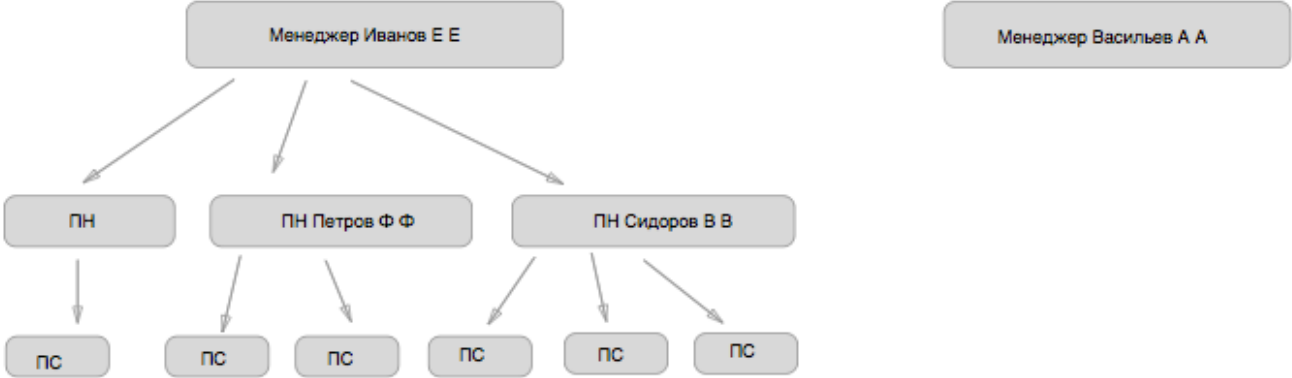 Менеджер Иванов Е Е
Менеджер Васильев А А
ПН
ПН Петров Ф Ф
ПН Сидоров В В
ПС
ПС
ПС
ПС
ПС
ПС